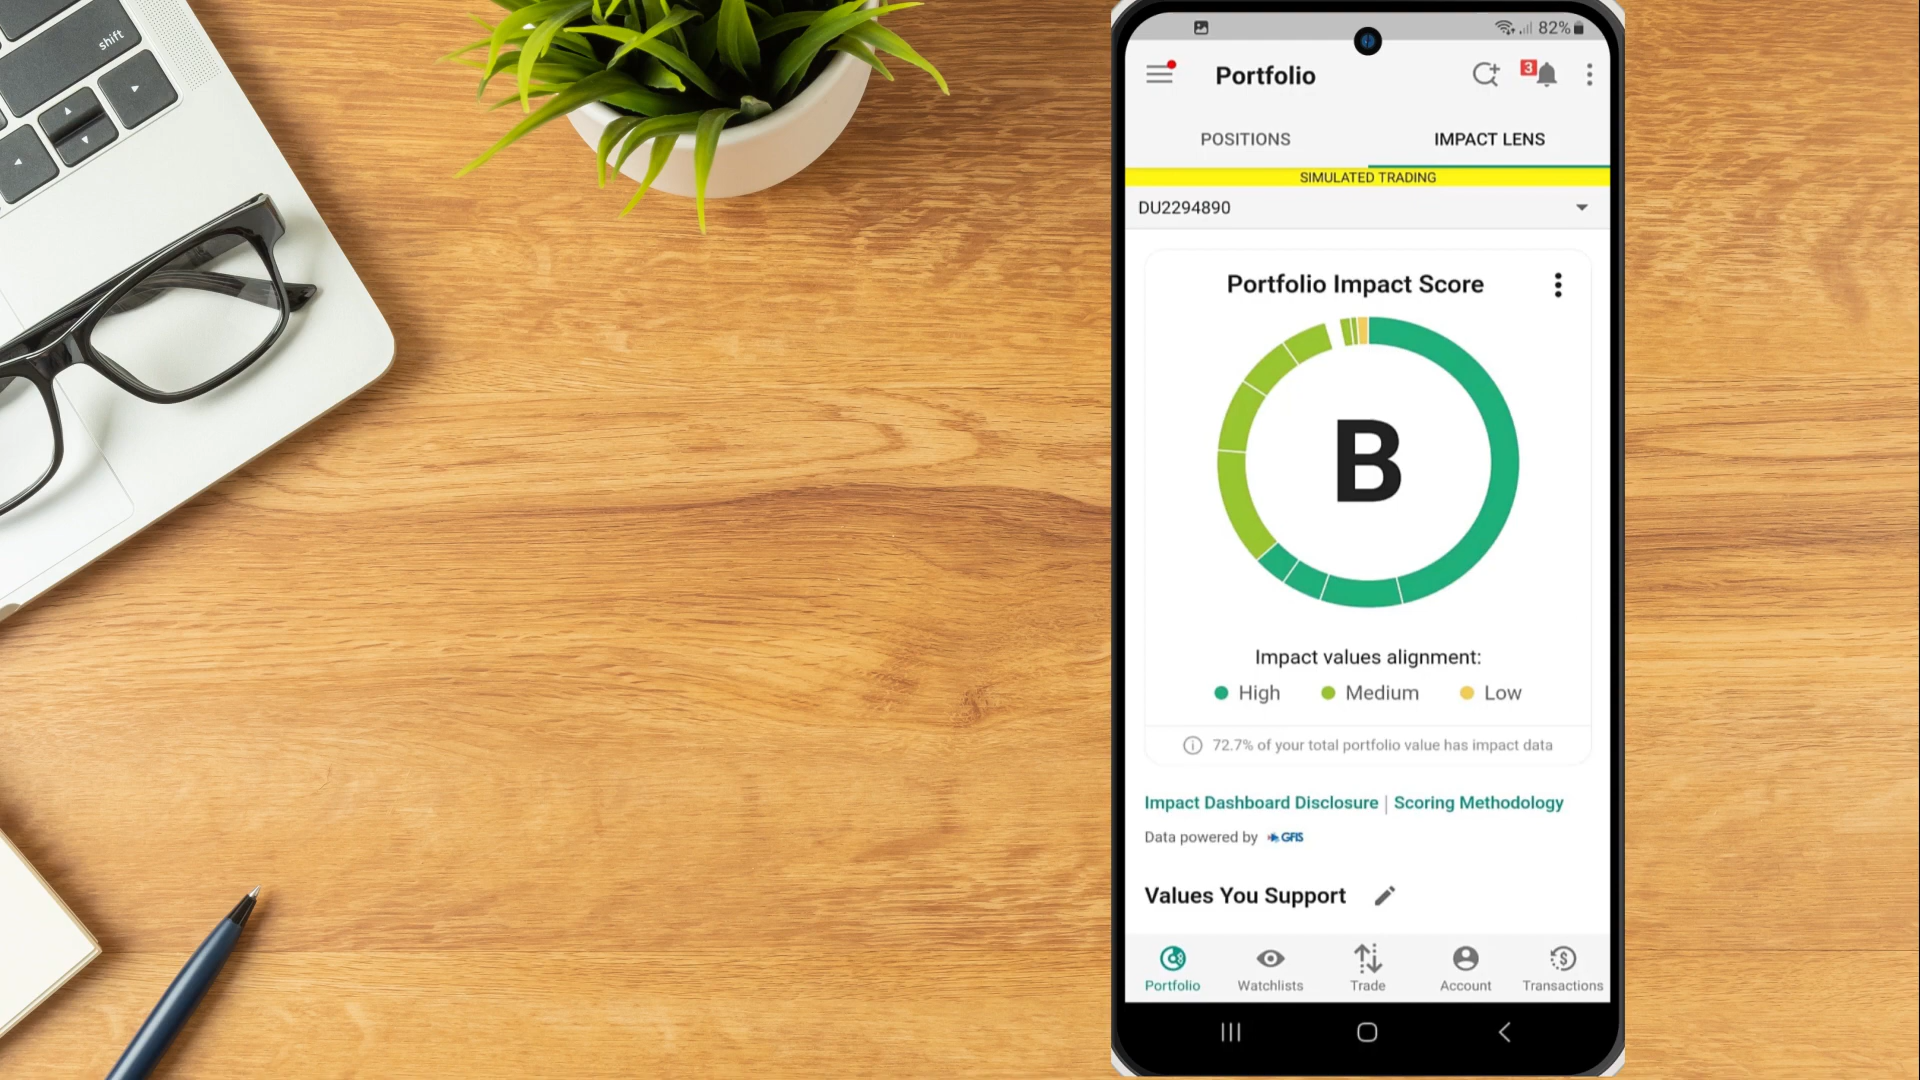 shift
82%
Portfolio
3
POSITIONS
IMPACT LENS
SIMULATED TRADING
DU2294890
Portfolio Impact Score
B
Impact values alignment:
High
Medium
Low
72.7% of your total portfolio value has impact data
Impact Dashboard Disclosure | Scoring Methodology
Data powered by GFIS
Values You Support
Portfolio
Watchlists
Trade
Account
Transactions